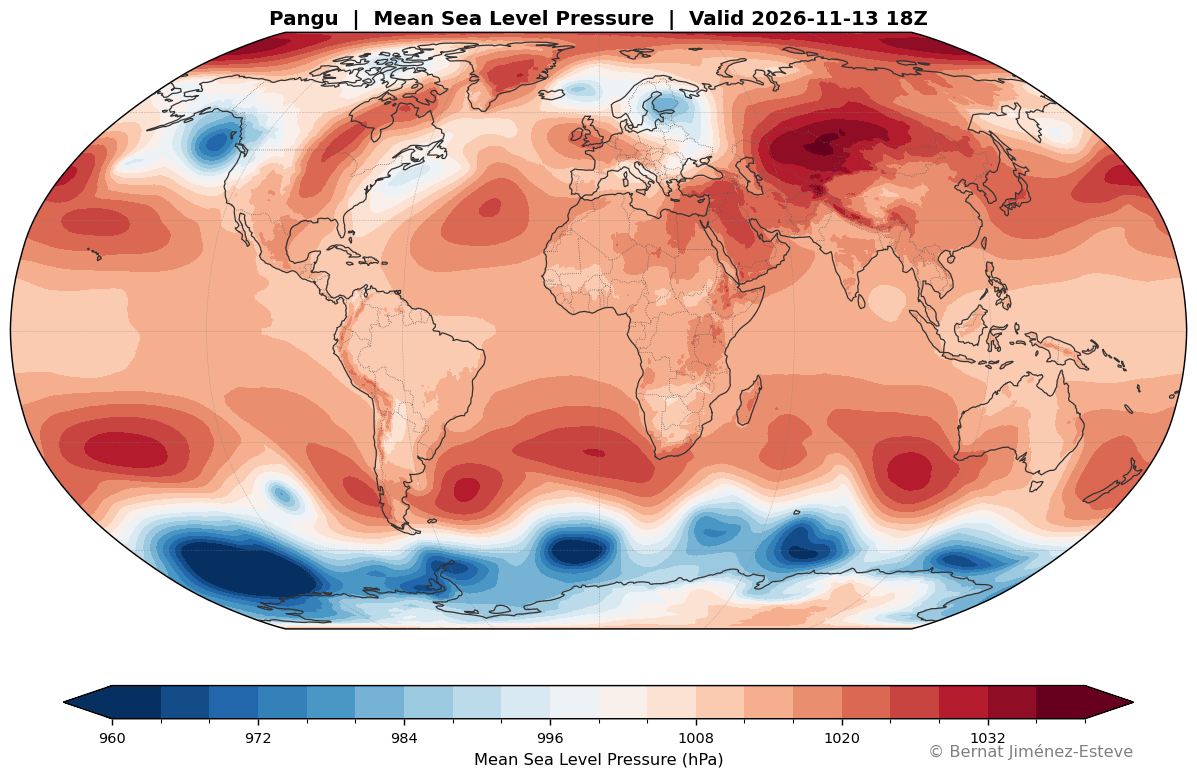 Pangu | Mean Sea Level Pressure | Valid 2026-11-13 18Z
960 972 984 996 1008 1020 1032
Mean Sea Level Pressure (hPa)
© Bernat Jiménez-Esteve